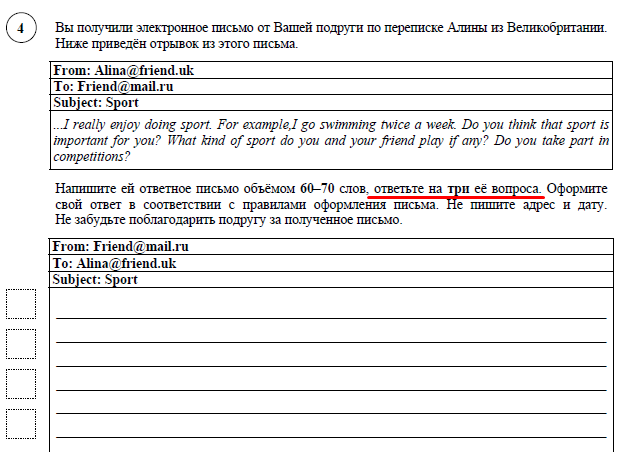 4
Вы получили электронное письмо от Вашей подруги по переписке Алины из Великобритании.
Ниже приведён отрывок из этого письма.
From: Alina@friend.uk
To: Friend@mail.ru
Subject: Sport
...I really enjoy doing sport. For example,I go swimming twice a week. Do you think that sport is
important for you? What kind of sport do you and your friend play if any? Do you take part in
competitions?
Напишите ей ответное письмо объёмом 60–70 слов, ответьте на три её вопроса. Оформите
свой ответ в соответствии с правилами оформления письма. Не пишите адрес и дату.
Не забудьте поблагодарить подругу за полученное письмо.
From: Friend@mail.ru
To: Alina@friend.uk
Subject: Sport